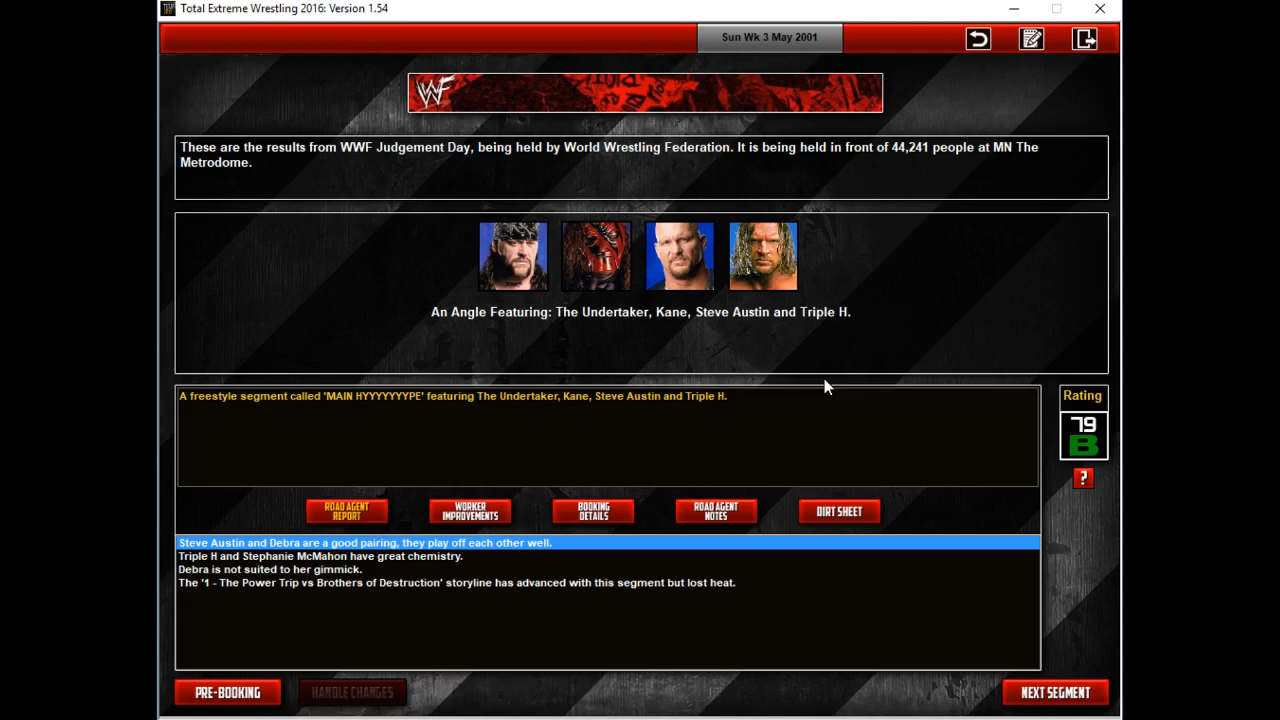 Total Extreme Wrestling 2016: Version 1.54
Sun Wk 3 May 2001
These are the results from WWF Judgement Day, being held by World Wrestling Federation. It is being held in front of 44,241 people at MN The
Metrodome.
An Angle Featuring: The Undertaker, Kane, Steve Austin and Triple H.
A freestyle segment called 'MAIN HYYYYYYYPE' featuring The Undertaker, Kane, Steve Austin and Triple H.
Rating
79
B
?
ROAD AGENT
REPORT
WORKER
IMPROVEMENTS
BOOKING
DETAILS
ROAD AGENT
NOTES
DIRT SHEET
Steve Austin and Debra are a good pairing, they play off each other well.
Triple H and Stephanie McMahon have great chemistry.
Debra is not suited to her gimmick.
The '1 - The Power Trip vs Brothers of Destruction' storyline has advanced with this segment but lost heat.
PRE-BOOKING
HANDLE CHANGES
NEXT SEGMENT